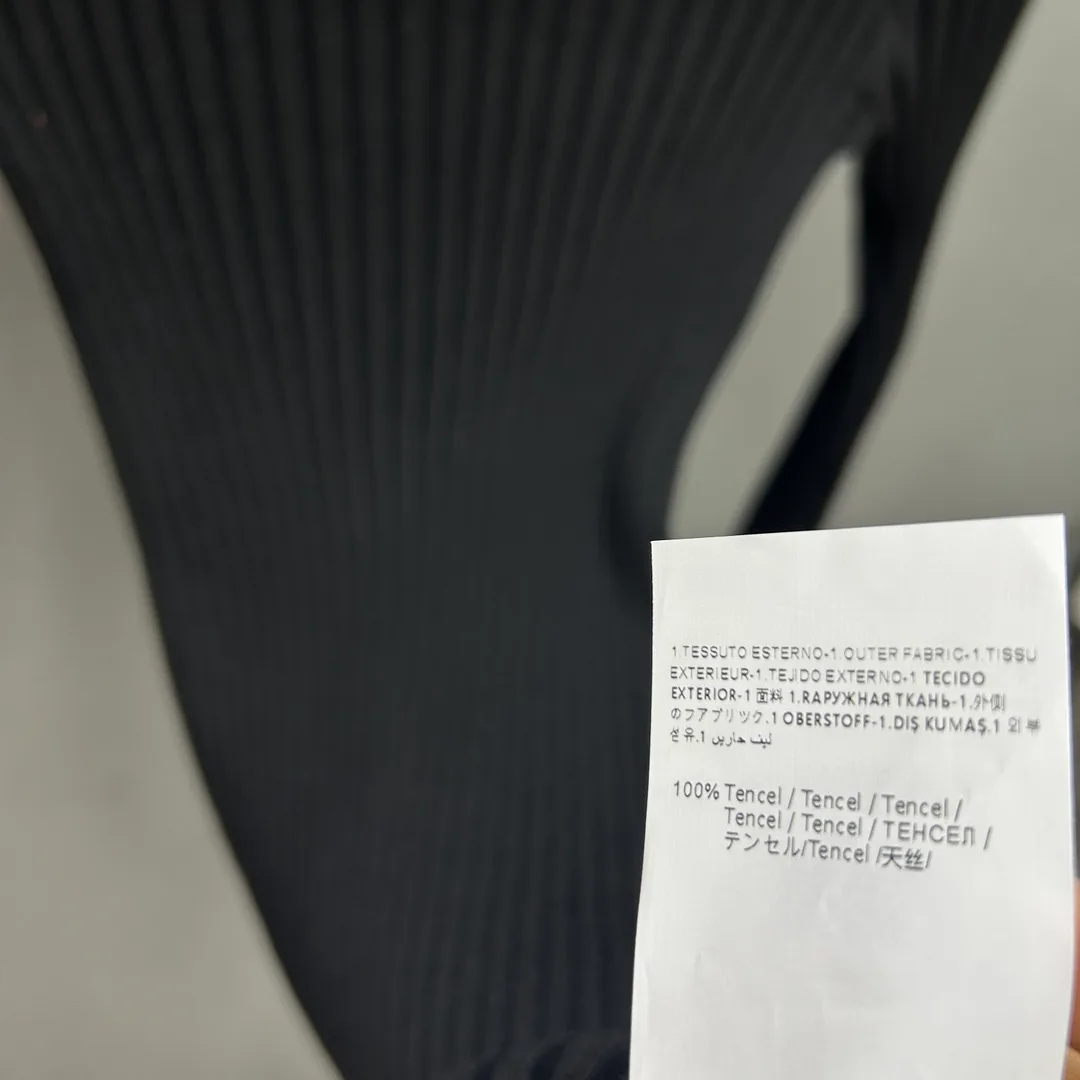 1.TESSUTO ESTERNO-1.OUTER FABRIC-1.TISSU
EXTERIEUR-1.TEJIDO EXTERNO-1 TECIDO
EXTERIOR-1 面料 1.RAРУЖНАЯ ТКАНЬ-1.外側
のファブリック.1 OBERSTOFF-1.DIŞ KUMAŞ.1 외 부
섬 유.1 ليف
100% Tencel / Tencel / Tencel /
Tencel / Tencel / ТЕНСЕЛ /
テンセル/Tencel /天丝/